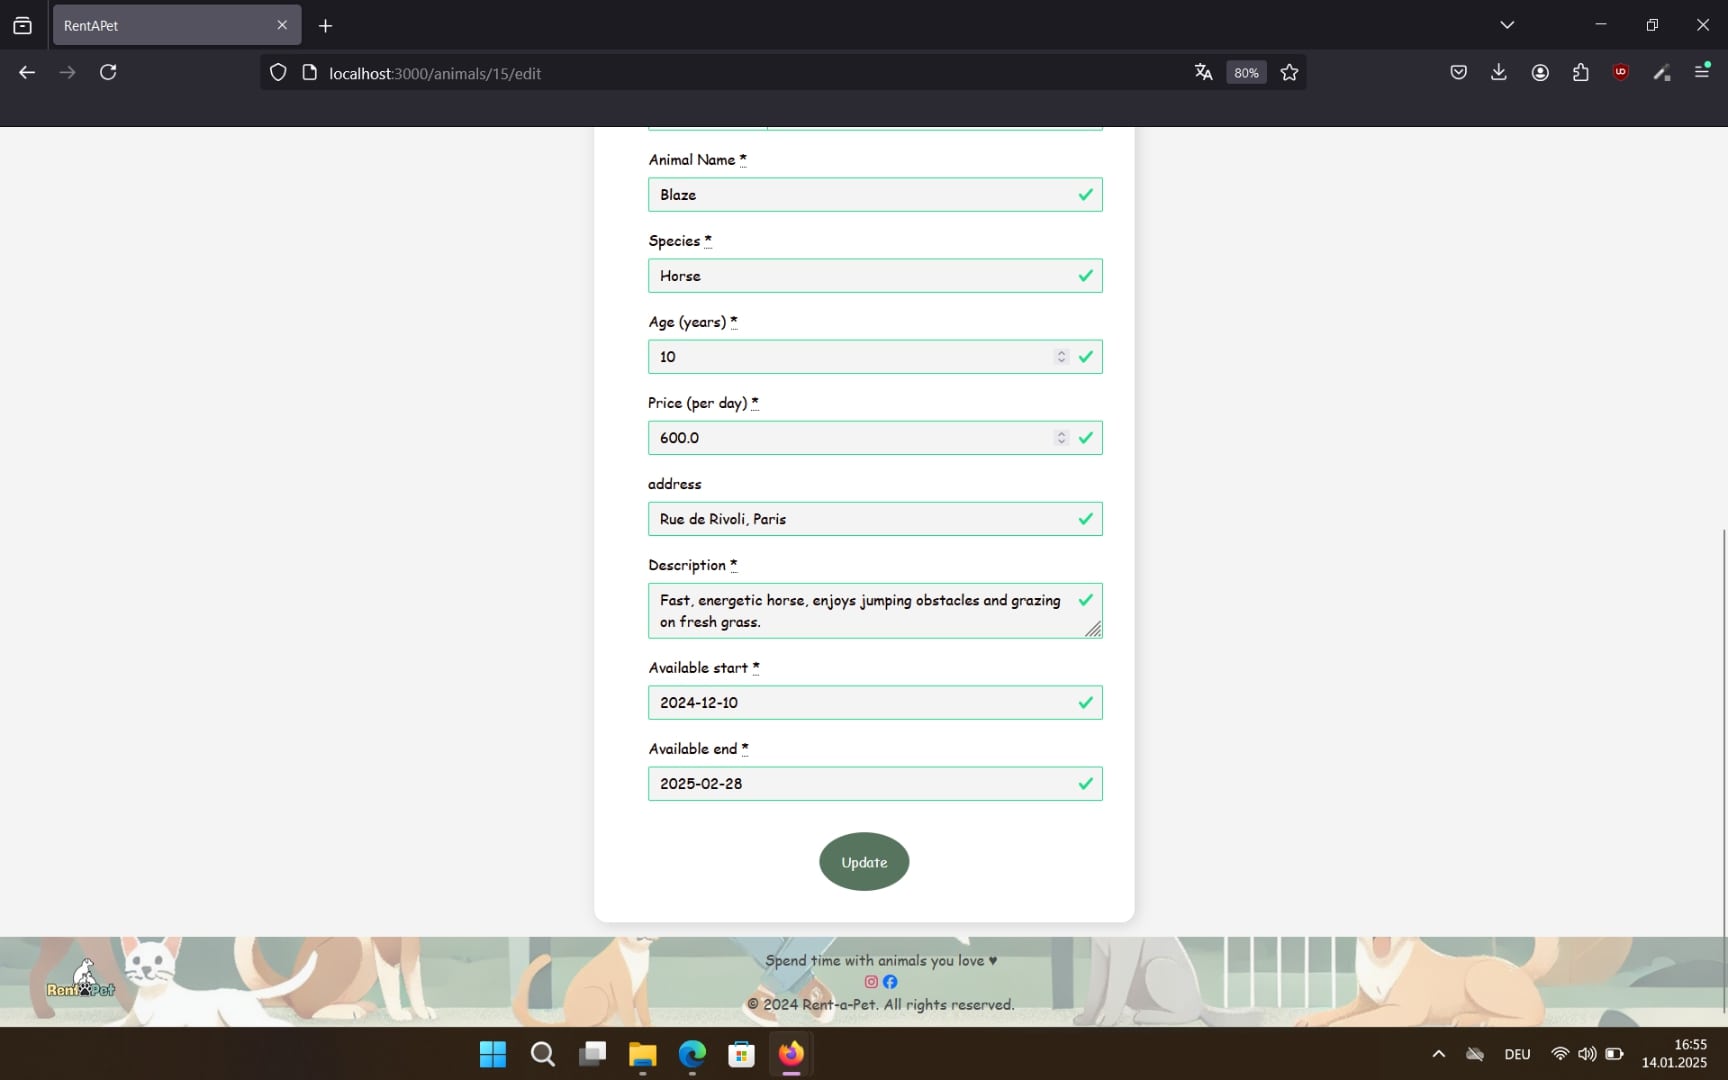 RentAPet
localhost:3000/animals/15/edit
80%
Animal Name *
Blaze
Species *
Horse
Age (years) *
10
Price (per day) *
600.0
address
Rue de Rivoli, Paris
Description *
Fast, energetic horse, enjoys jumping obstacles and grazing
on fresh grass.
Available start *
2024-12-10
Available end *
2025-02-28
Update
Spend time with animals you love ♥
Rent Pet
© 2024 Rent-a-Pet. All rights reserved.
DEU
16:55
14.01.2025